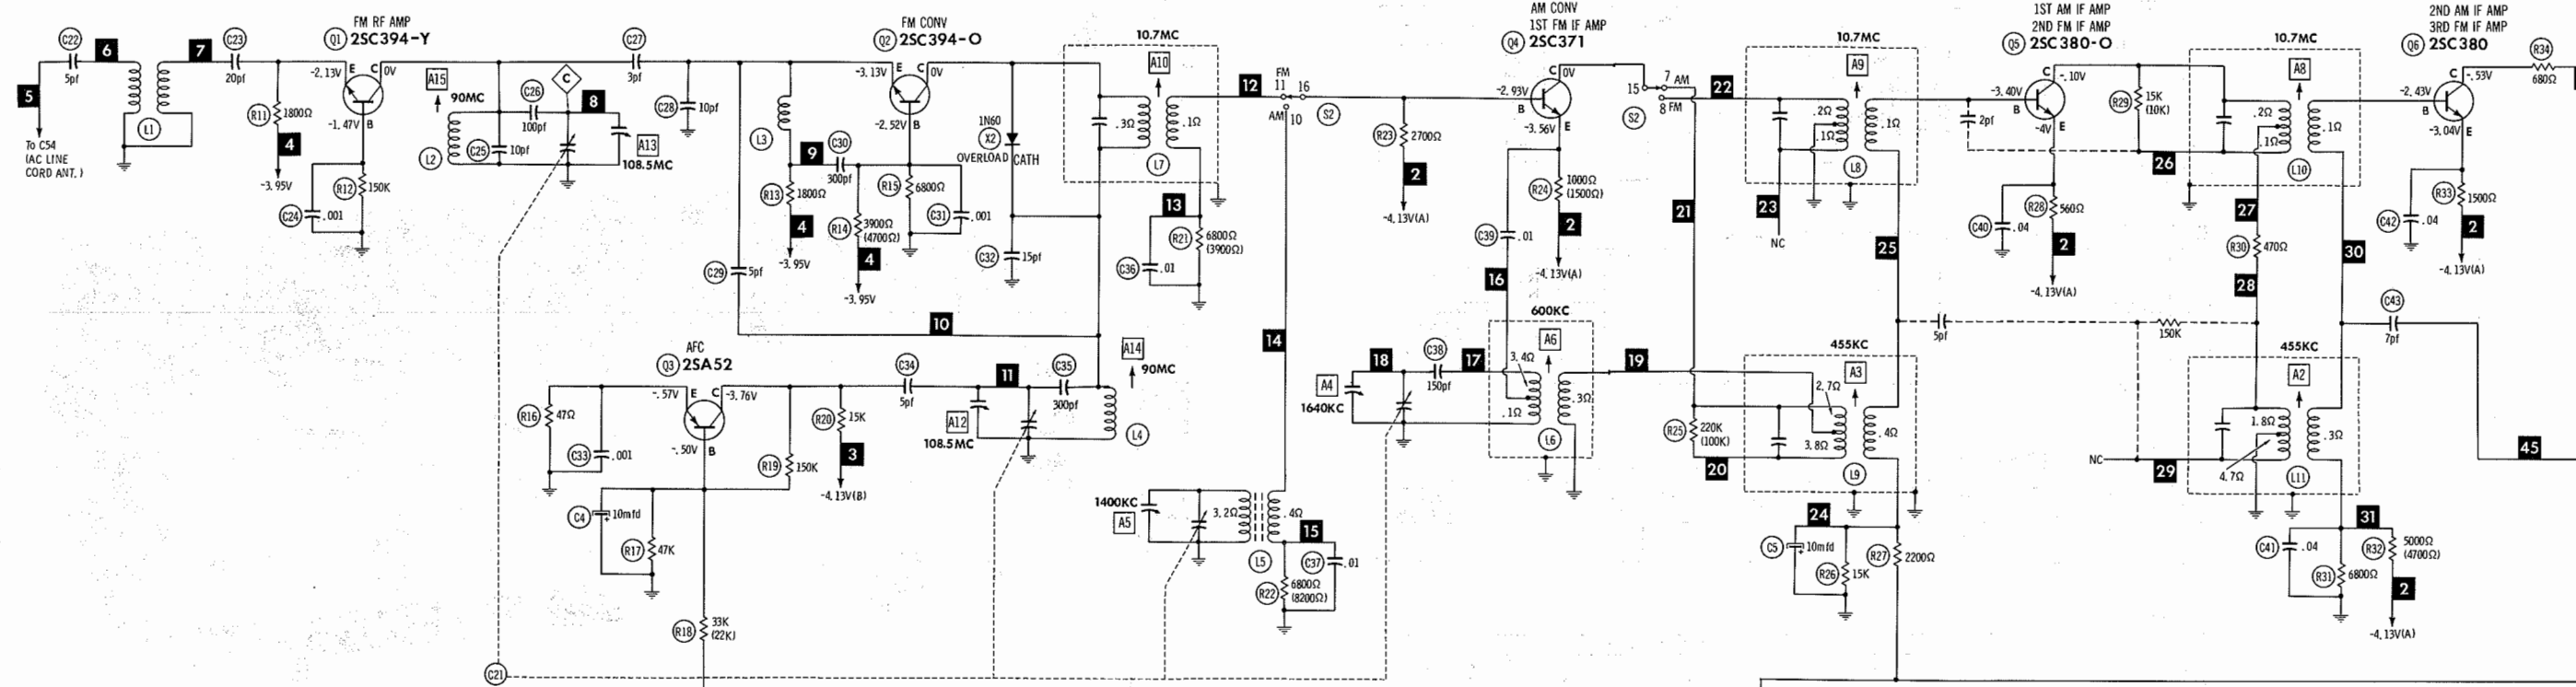 FM RF AMP
Q1 2SC394-Y
FM CONV
Q2 2SC394-O
AM CONV
1ST FM IF AMP
Q4 2SC371
1ST AM IF AMP
2ND FM IF AMP
Q5 2SC380-O
2ND AM IF AMP
3RD FM IF AMP
Q6 2SC380
C22
5pf
6
7
C23
20pf
-2.13V
E
C
0V
-1.47V
B
R11
1800Ω
4
-3.95V
5
To C54
(AC LINE
CORD ANT.)
L1
C24
.001
R12
150K
A15
90MC
L2
C25
10pf
C26
100pf
C
8
A13
108.5MC
C27
3pf
C28
10pf
L3
9
C30
300pf
R13
1800Ω
4
-3.95V
R14
3900Ω
(4700Ω)
4
-3.95V
-3.13V
E
C
0V
-2.52V
B
R15
6800Ω
C31
.001
1N60
X2
OVERLOAD
CATH
C32
15pf
C29
5pf
10
10.7MC
A10
.3Ω
.1Ω
L7
13
C36
.01
R21
6800Ω
(3900Ω)
12
FM
11
16
AM
10
S2
14
R23
2700Ω
2
-4.13V(A)
C
0V
-2.93V
B
-3.56V
E
R24
1000Ω
(1500Ω)
2
-4.13V(A)
C39
.01
16
15
7 AM
8 FM
S2
22
21
10.7MC
A9
.2Ω
.1Ω
.1Ω
L8
23
NC
25
2pf
C
-.10V
-3.40V
B
-4V
E
R29
15K
(10K)
C40
.04
R28
560Ω
2
-4.13V(A)
26
10.7MC
A8
.2Ω
.1Ω
.1Ω
L10
27
R30
470Ω
28
30
C
-.53V
-2.43V
B
-3.04V
E
R34
680Ω
C42
.04
R33
1500Ω
2
-4.13V(A)
C43
7pf
45
AFC
Q3 2SA52
-.57V
E
C
-3.76V
-.50V
B
R16
47Ω
C33
.001
C4
10mfd
+
R17
47K
R18
33K
(22K)
R19
150K
R20
15K
3
-4.13V(B)
C34
5pf
11
A12
108.5MC
C35
300pf
A14
90MC
L4
C21
1400KC
A5
3.2Ω
.4Ω
L5
15
R22
6800Ω
(8200Ω)
C37
.01
A4
1640KC
18
C38
150pf
17
600KC
A6
3.4Ω
.1Ω
.3Ω
L6
19
R25
220K
(100K)
20
455KC
A3
2.7Ω
3.8Ω
.4Ω
L9
24
C5
10mfd
R26
15K
R27
2200Ω
5pf
150K
NC
29
455KC
A2
1.8Ω
4.7Ω
.3Ω
L11
31
C41
.04
R31
6800Ω
R32
5000Ω
(4700Ω)
2
-4.13V(A)